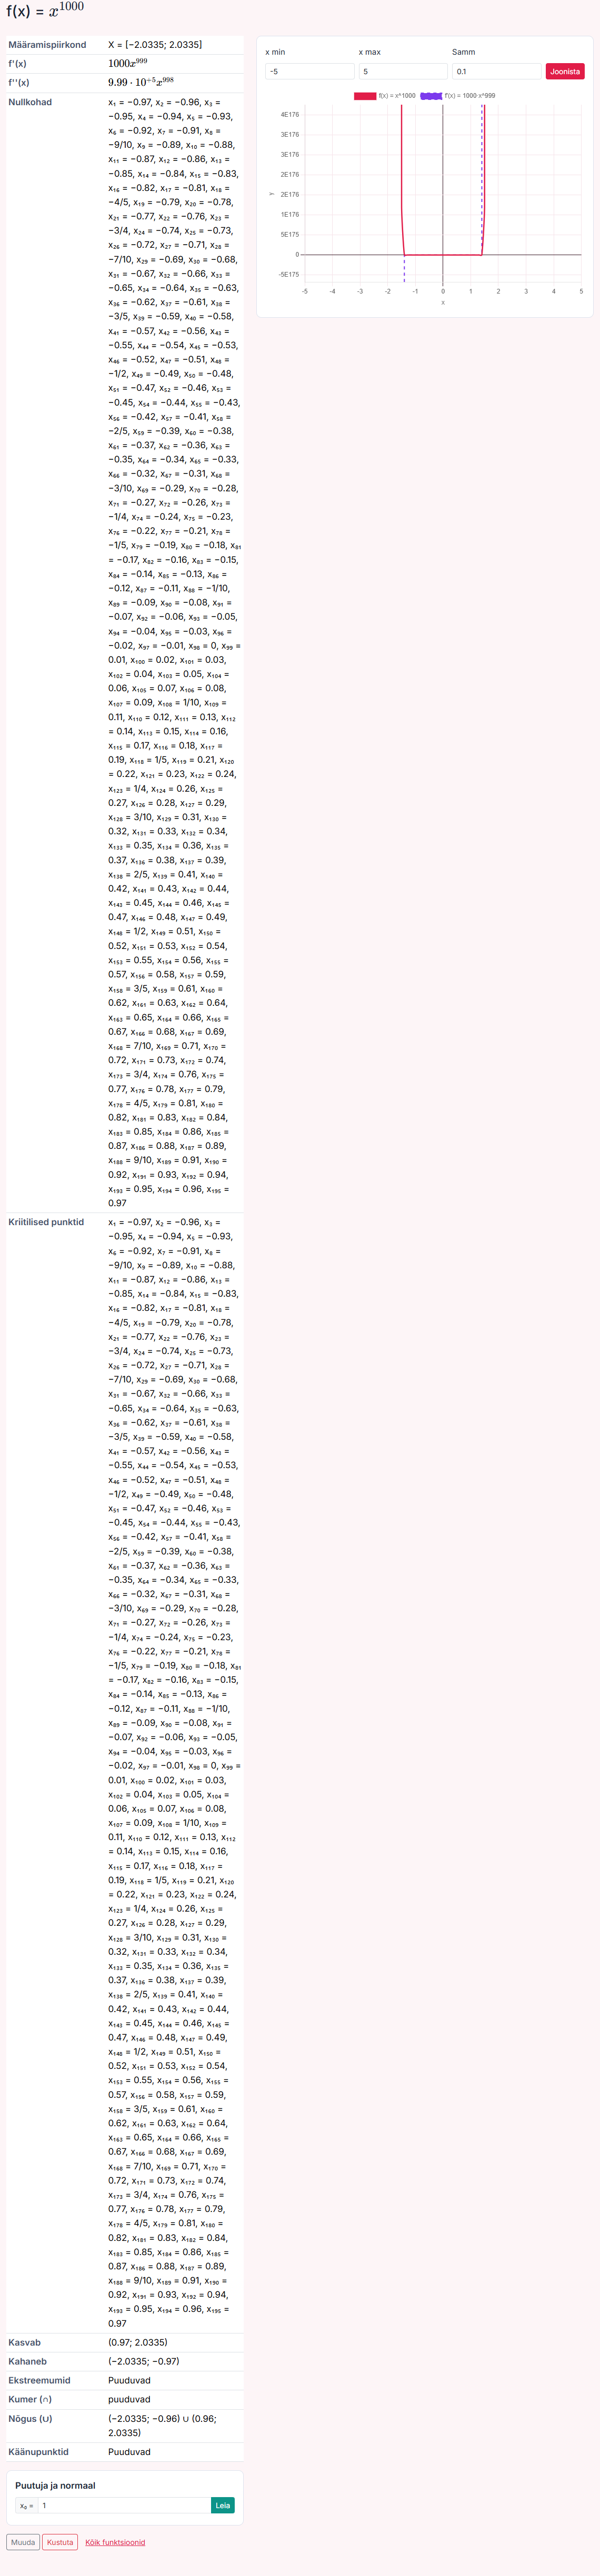 f(x) = x^1000
Määramispiirkond X = [−2.0335; 2.0335]
f'(x) 1000x^999
f''(x) 9.99 · 10^+5 x^998
Nullkohad x₁ = −0.97, x₂ = −0.96, x₃ =
−0.95, x₄ = −0.94, x₅ = −0.93,
x₆ = −0.92, x₇ = −0.91, x₈ =
−9/10, x₉ = −0.89, x₁₀ = −0.88,
x₁₁ = −0.87, x₁₂ = −0.86, x₁₃ =
−0.85, x₁₄ = −0.84, x₁₅ = −0.83,
x₁₆ = −0.82, x₁₇ = −0.81, x₁₈ =
−4/5, x₁₉ = −0.79, x₂₀ = −0.78,
x₂₁ = −0.77, x₂₂ = −0.76, x₂₃ =
−3/4, x₂₄ = −0.74, x₂₅ = −0.73,
x₂₆ = −0.72, x₂₇ = −0.71, x₂₈ =
−7/10, x₂₉ = −0.69, x₃₀ = −0.68,
x₃₁ = −0.67, x₃₂ = −0.66, x₃₃ =
−0.65, x₃₄ = −0.64, x₃₅ = −0.63,
x₃₆ = −0.62, x₃₇ = −0.61, x₃₈ =
−3/5, x₃₉ = −0.59, x₄₀ = −0.58,
x₄₁ = −0.57, x₄₂ = −0.56, x₄₃ =
−0.55, x₄₄ = −0.54, x₄₅ = −0.53,
x₄₆ = −0.52, x₄₇ = −0.51, x₄₈ =
−1/2, x₄₉ = −0.49, x₅₀ = −0.48,
x₅₁ = −0.47, x₅₂ = −0.46, x₅₃ =
−0.45, x₅₄ = −0.44, x₅₅ = −0.43,
x₅₆ = −0.42, x₅₇ = −0.41, x₅₈ =
−2/5, x₅₉ = −0.39, x₆₀ = −0.38,
x₆₁ = −0.37, x₆₂ = −0.36, x₆₃ =
−0.35, x₆₄ = −0.34, x₆₅ = −0.33,
x₆₆ = −0.32, x₆₇ = −0.31, x₆₈ =
−3/10, x₆₉ = −0.29, x₇₀ = −0.28,
x₇₁ = −0.27, x₇₂ = −0.26, x₇₃ =
−1/4, x₇₄ = −0.24, x₇₅ = −0.23,
x₇₆ = −0.22, x₇₇ = −0.21, x₇₈ =
−1/5, x₇₉ = −0.19, x₈₀ = −0.18, x₈₁
= −0.17, x₈₂ = −0.16, x₈₃ = −0.15,
x₈₄ = −0.14, x₈₅ = −0.13, x₈₆ =
−0.12, x₈₇ = −0.11, x₈₈ = −1/10,
x₈₉ = −0.09, x₉₀ = −0.08, x₉₁ =
−0.07, x₉₂ = −0.06, x₉₃ = −0.05,
x₉₄ = −0.04, x₉₅ = −0.03, x₉₆ =
−0.02, x₉₇ = −0.01, x₉₈ = 0, x₉₉ =
0.01, x₁₀₀ = 0.02, x₁₀₁ = 0.03,
x₁₀₂ = 0.04, x₁₀₃ = 0.05, x₁₀₄ =
0.06, x₁₀₅ = 0.07, x₁₀₆ = 0.08,
x₁₀₇ = 0.09, x₁₀₈ = 1/10, x₁₀₉ =
0.11, x₁₁₀ = 0.12, x₁₁₁ = 0.13, x₁₁₂
= 0.14, x₁₁₃ = 0.15, x₁₁₄ = 0.16,
x₁₁₅ = 0.17, x₁₁₆ = 0.18, x₁₁₇ =
0.19, x₁₁₈ = 1/5, x₁₁₉ = 0.21, x₁₂₀
= 0.22, x₁₂₁ = 0.23, x₁₂₂ = 0.24,
x₁₂₃ = 1/4, x₁₂₄ = 0.26, x₁₂₅ =
0.27, x₁₂₆ = 0.28, x₁₂₇ = 0.29,
x₁₂₈ = 3/10, x₁₂₉ = 0.31, x₁₃₀ =
0.32, x₁₃₁ = 0.33, x₁₃₂ = 0.34,
x₁₃₃ = 0.35, x₁₃₄ = 0.36, x₁₃₅ =
0.37, x₁₃₆ = 0.38, x₁₃₇ = 0.39,
x₁₃₈ = 2/5, x₁₃₉ = 0.41, x₁₄₀ =
0.42, x₁₄₁ = 0.43, x₁₄₂ = 0.44,
x₁₄₃ = 0.45, x₁₄₄ = 0.46, x₁₄₅ =
0.47, x₁₄₆ = 0.48, x₁₄₇ = 0.49,
x₁₄₈ = 1/2, x₁₄₉ = 0.51, x₁₅₀ =
0.52, x₁₅₁ = 0.53, x₁₅₂ = 0.54,
x₁₅₃ = 0.55, x₁₅₄ = 0.56, x₁₅₅ =
0.57, x₁₅₆ = 0.58, x₁₅₇ = 0.59,
x₁₅₈ = 3/5, x₁₅₉ = 0.61, x₁₆₀ =
0.62, x₁₆₁ = 0.63, x₁₆₂ = 0.64,
x₁₆₃ = 0.65, x₁₆₄ = 0.66, x₁₆₅ =
0.67, x₁₆₆ = 0.68, x₁₆₇ = 0.69,
x₁₆₈ = 7/10, x₁₆₉ = 0.71, x₁₇₀ =
0.72, x₁₇₁ = 0.73, x₁₇₂ = 0.74,
x₁₇₃ = 3/4, x₁₇₄ = 0.76, x₁₇₅ =
0.77, x₁₇₆ = 0.78, x₁₇₇ = 0.79,
x₁₇₈ = 4/5, x₁₇₉ = 0.81, x₁₈₀ =
0.82, x₁₈₁ = 0.83, x₁₈₂ = 0.84,
x₁₈₃ = 0.85, x₁₈₄ = 0.86, x₁₈₅ =
0.87, x₁₈₆ = 0.88, x₁₈₇ = 0.89,
x₁₈₈ = 9/10, x₁₈₉ = 0.91, x₁₉₀ =
0.92, x₁₉₁ = 0.93, x₁₉₂ = 0.94,
x₁₉₃ = 0.95, x₁₉₄ = 0.96, x₁₉₅ =
0.97
Kriitilised punktid x₁ = −0.97, x₂ = −0.96, x₃ =
−0.95, x₄ = −0.94, x₅ = −0.93,
x₆ = −0.92, x₇ = −0.91, x₈ =
−9/10, x₉ = −0.89, x₁₀ = −0.88,
x₁₁ = −0.87, x₁₂ = −0.86, x₁₃ =
−0.85, x₁₄ = −0.84, x₁₅ = −0.83,
x₁₆ = −0.82, x₁₇ = −0.81, x₁₈ =
−4/5, x₁₉ = −0.79, x₂₀ = −0.78,
x₂₁ = −0.77, x₂₂ = −0.76, x₂₃ =
−3/4, x₂₄ = −0.74, x₂₅ = −0.73,
x₂₆ = −0.72, x₂₇ = −0.71, x₂₈ =
−7/10, x₂₉ = −0.69, x₃₀ = −0.68,
x₃₁ = −0.67, x₃₂ = −0.66, x₃₃ =
−0.65, x₃₄ = −0.64, x₃₅ = −0.63,
x₃₆ = −0.62, x₃₇ = −0.61, x₃₈ =
−3/5, x₃₉ = −0.59, x₄₀ = −0.58,
x₄₁ = −0.57, x₄₂ = −0.56, x₄₃ =
−0.55, x₄₄ = −0.54, x₄₅ = −0.53,
x₄₆ = −0.52, x₄₇ = −0.51, x₄₈ =
−1/2, x₄₉ = −0.49, x₅₀ = −0.48,
x₅₁ = −0.47, x₅₂ = −0.46, x₅₃ =
−0.45, x₅₄ = −0.44, x₅₅ = −0.43,
x₅₆ = −0.42, x₅₇ = −0.41, x₅₈ =
−2/5, x₅₉ = −0.39, x₆₀ = −0.38,
x₆₁ = −0.37, x₆₂ = −0.36, x₆₃ =
−0.35, x₆₄ = −0.34, x₆₅ = −0.33,
x₆₆ = −0.32, x₆₇ = −0.31, x₆₈ =
−3/10, x₆₉ = −0.29, x₇₀ = −0.28,
x₇₁ = −0.27, x₇₂ = −0.26, x₇₃ =
−1/4, x₇₄ = −0.24, x₇₅ = −0.23,
x₇₆ = −0.22, x₇₇ = −0.21, x₇₈ =
−1/5, x₇₉ = −0.19, x₈₀ = −0.18, x₈₁
= −0.17, x₈₂ = −0.16, x₈₃ = −0.15,
x₈₄ = −0.14, x₈₅ = −0.13, x₈₆ =
−0.12, x₈₇ = −0.11, x₈₈ = −1/10,
x₈₉ = −0.09, x₉₀ = −0.08, x₉₁ =
−0.07, x₉₂ = −0.06, x₉₃ = −0.05,
x₉₄ = −0.04, x₉₅ = −0.03, x₉₆ =
−0.02, x₉₇ = −0.01, x₉₈ = 0, x₉₉ =
0.01, x₁₀₀ = 0.02, x₁₀₁ = 0.03,
x₁₀₂ = 0.04, x₁₀₃ = 0.05, x₁₀₄ =
0.06, x₁₀₅ = 0.07, x₁₀₆ = 0.08,
x₁₀₇ = 0.09, x₁₀₈ = 1/10, x₁₀₉ =
0.11, x₁₁₀ = 0.12, x₁₁₁ = 0.13, x₁₁₂
= 0.14, x₁₁₃ = 0.15, x₁₁₄ = 0.16,
x₁₁₅ = 0.17, x₁₁₆ = 0.18, x₁₁₇ =
0.19, x₁₁₈ = 1/5, x₁₁₉ = 0.21, x₁₂₀
= 0.22, x₁₂₁ = 0.23, x₁₂₂ = 0.24,
x₁₂₃ = 1/4, x₁₂₄ = 0.26, x₁₂₅ =
0.27, x₁₂₆ = 0.28, x₁₂₇ = 0.29,
x₁₂₈ = 3/10, x₁₂₉ = 0.31, x₁₃₀ =
0.32, x₁₃₁ = 0.33, x₁₃₂ = 0.34,
x₁₃₃ = 0.35, x₁₃₄ = 0.36, x₁₃₅ =
0.37, x₁₃₆ = 0.38, x₁₃₇ = 0.39,
x₁₃₈ = 2/5, x₁₃₉ = 0.41, x₁₄₀ =
0.42, x₁₄₁ = 0.43, x₁₄₂ = 0.44,
x₁₄₃ = 0.45, x₁₄₄ = 0.46, x₁₄₅ =
0.47, x₁₄₆ = 0.48, x₁₄₇ = 0.49,
x₁₄₈ = 1/2, x₁₄₉ = 0.51, x₁₅₀ =
0.52, x₁₅₁ = 0.53, x₁₅₂ = 0.54,
x₁₅₃ = 0.55, x₁₅₄ = 0.56, x₁₅₅ =
0.57, x₁₅₆ = 0.58, x₁₅₇ = 0.59,
x₁₅₈ = 3/5, x₁₅₉ = 0.61, x₁₆₀ =
0.62, x₁₆₁ = 0.63, x₁₆₂ = 0.64,
x₁₆₃ = 0.65, x₁₆₄ = 0.66, x₁₆₅ =
0.67, x₁₆₆ = 0.68, x₁₆₇ = 0.69,
x₁₆₈ = 7/10, x₁₆₉ = 0.71, x₁₇₀ =
0.72, x₁₇₁ = 0.73, x₁₇₂ = 0.74,
x₁₇₃ = 3/4, x₁₇₄ = 0.76, x₁₇₅ =
0.77, x₁₇₆ = 0.78, x₁₇₇ = 0.79,
x₁₇₈ = 4/5, x₁₇₉ = 0.81, x₁₈₀ =
0.82, x₁₈₁ = 0.83, x₁₈₂ = 0.84,
x₁₈₃ = 0.85, x₁₈₄ = 0.86, x₁₈₅ =
0.87, x₁₈₆ = 0.88, x₁₈₇ = 0.89,
x₁₈₈ = 9/10, x₁₈₉ = 0.91, x₁₉₀ =
0.92, x₁₉₁ = 0.93, x₁₉₂ = 0.94,
x₁₉₃ = 0.95, x₁₉₄ = 0.96, x₁₉₅ =
0.97
Kasvab (0.97; 2.0335)
Kahaneb (−2.0335; −0.97)
Ekstreemumid Puuduvad
Kumer (∩) puuduvad
Nõgus (∪) (−2.0335; −0.96) ∪ (0.96;
2.0335)
Käänupunktid Puuduvad
Puutuja ja normaal
x₀ = 1 Leia
Muuda Kustuta Kõik funktsioonid
x min x max Samm
-5 5 0.1 Joonista
f(x) = x^1000 f'(x) = 1000·x^999
4E176
3E176
3E176
2E176
2E176
1E176
5E175
0
-5E175
Y
-5 -4 -3 -2 -1 0 1 2 3 4 5
x